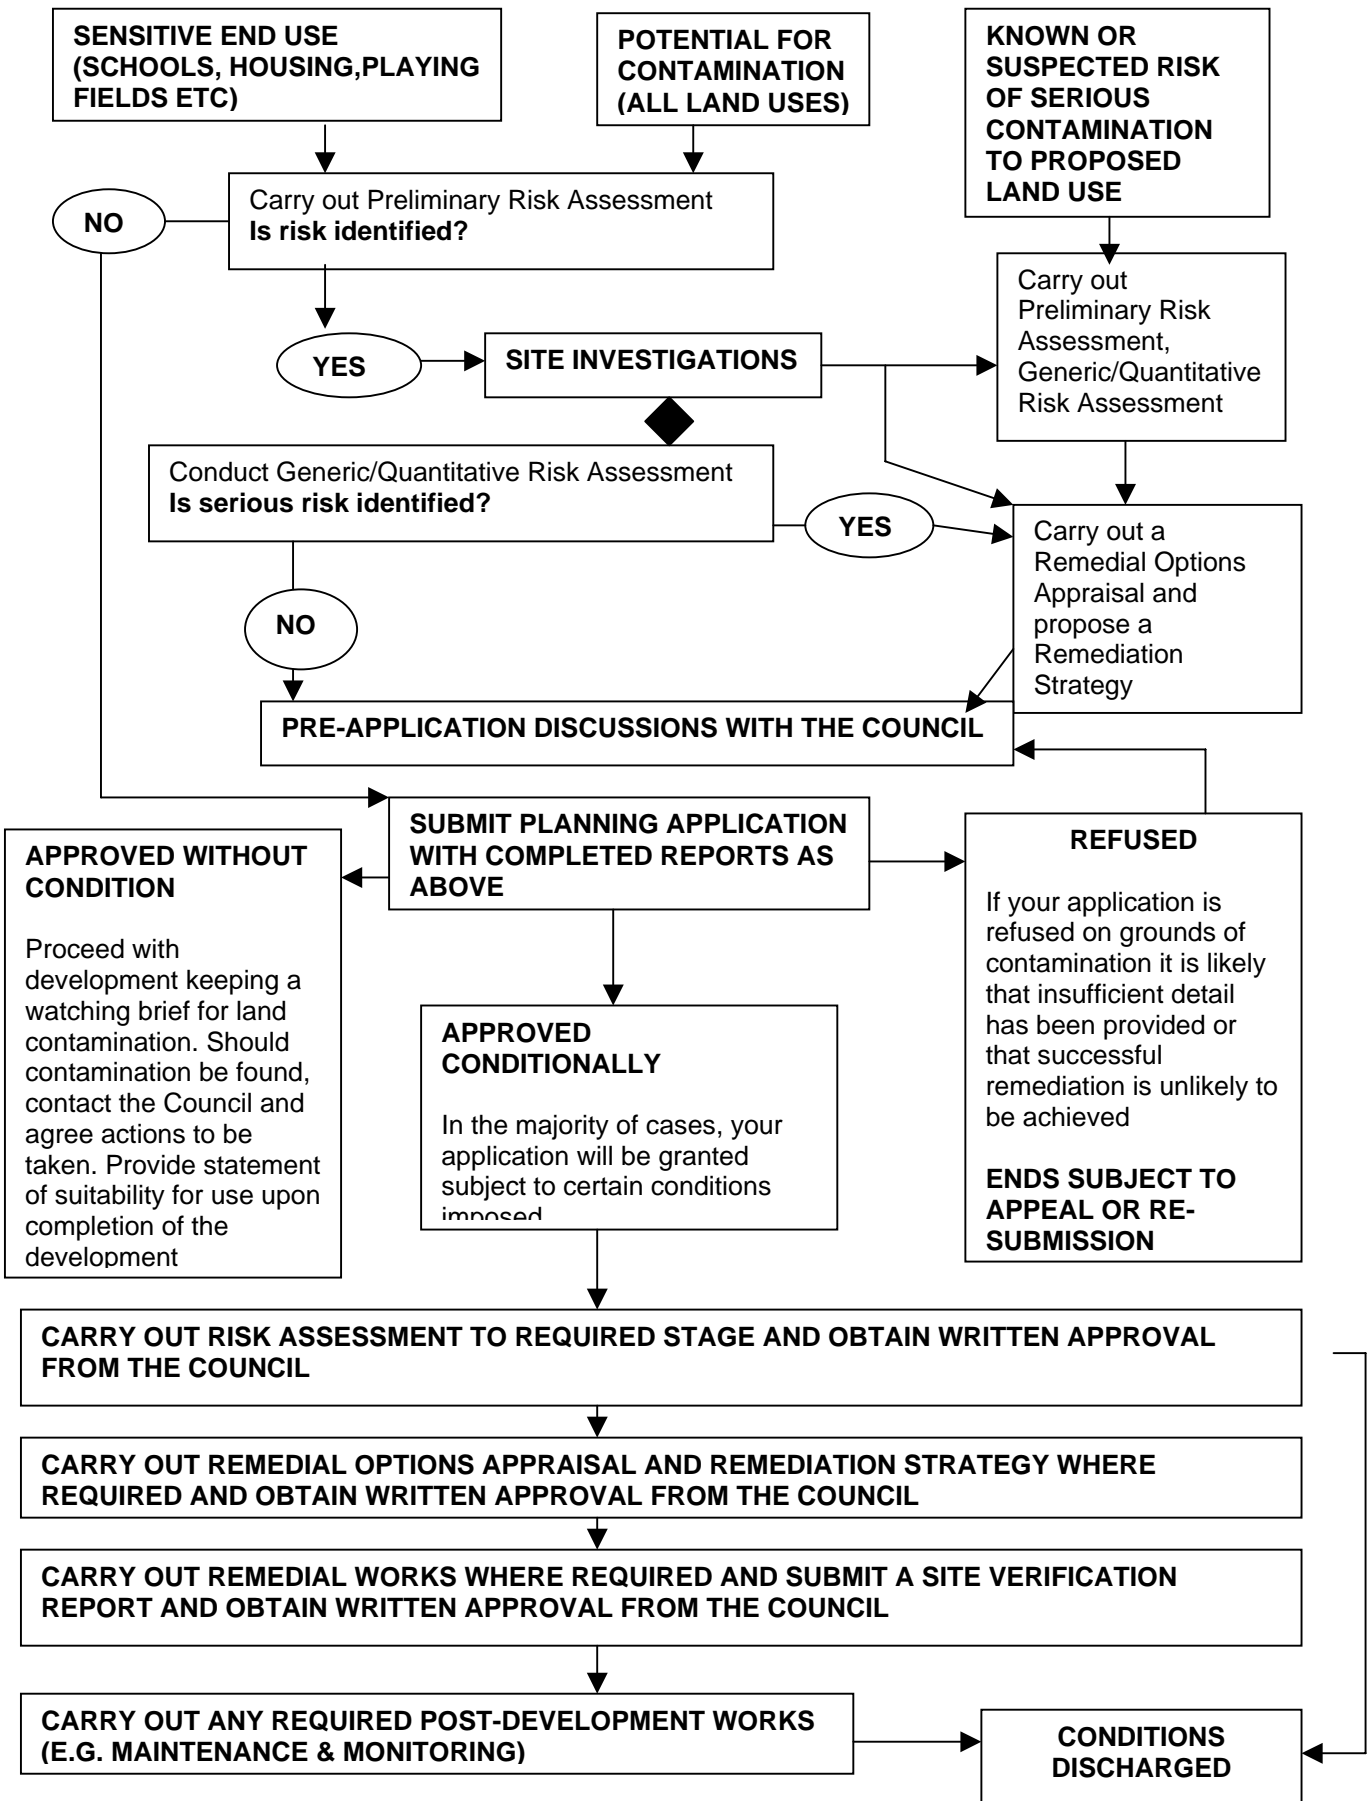 SENSITIVE END USE
(SCHOOLS, HOUSING,PLAYING
FIELDS ETC)
POTENTIAL FOR
CONTAMINATION
(ALL LAND USES)
KNOWN OR
SUSPECTED RISK
OF SERIOUS
CONTAMINATION
TO PROPOSED
LAND USE
Carry out Preliminary Risk Assessment
Is risk identified?
NO
Carry out
Preliminary Risk
Assessment,
Generic/Quantitative
Risk Assessment
YES
SITE INVESTIGATIONS
Conduct Generic/Quantitative Risk Assessment
Is serious risk identified?
YES
Carry out a
Remedial Options
Appraisal and
propose a
Remediation
Strategy
NO
PRE-APPLICATION DISCUSSIONS WITH THE COUNCIL
SUBMIT PLANNING APPLICATION
WITH COMPLETED REPORTS AS
ABOVE
APPROVED WITHOUT
CONDITION
Proceed with
development keeping a
watching brief for land
contamination. Should
contamination be found,
contact the Council and
agree actions to be
taken. Provide statement
of suitability for use upon
completion of the
development
APPROVED
CONDITIONALLY
In the majority of cases, your
application will be granted
subject to certain conditions
imposed
REFUSED
If your application is
refused on grounds of
contamination it is likely
that insufficient detail
has been provided or
that successful
remediation is unlikely to
be achieved
ENDS SUBJECT TO
APPEAL OR RE-
SUBMISSION
CARRY OUT RISK ASSESSMENT TO REQUIRED STAGE AND OBTAIN WRITTEN APPROVAL
FROM THE COUNCIL
CARRY OUT REMEDIAL OPTIONS APPRAISAL AND REMEDIATION STRATEGY WHERE
REQUIRED AND OBTAIN WRITTEN APPROVAL FROM THE COUNCIL
CARRY OUT REMEDIAL WORKS WHERE REQUIRED AND SUBMIT A SITE VERIFICATION
REPORT AND OBTAIN WRITTEN APPROVAL FROM THE COUNCIL
CARRY OUT ANY REQUIRED POST-DEVELOPMENT WORKS
(E.G. MAINTENANCE & MONITORING)
CONDITIONS
DISCHARGED